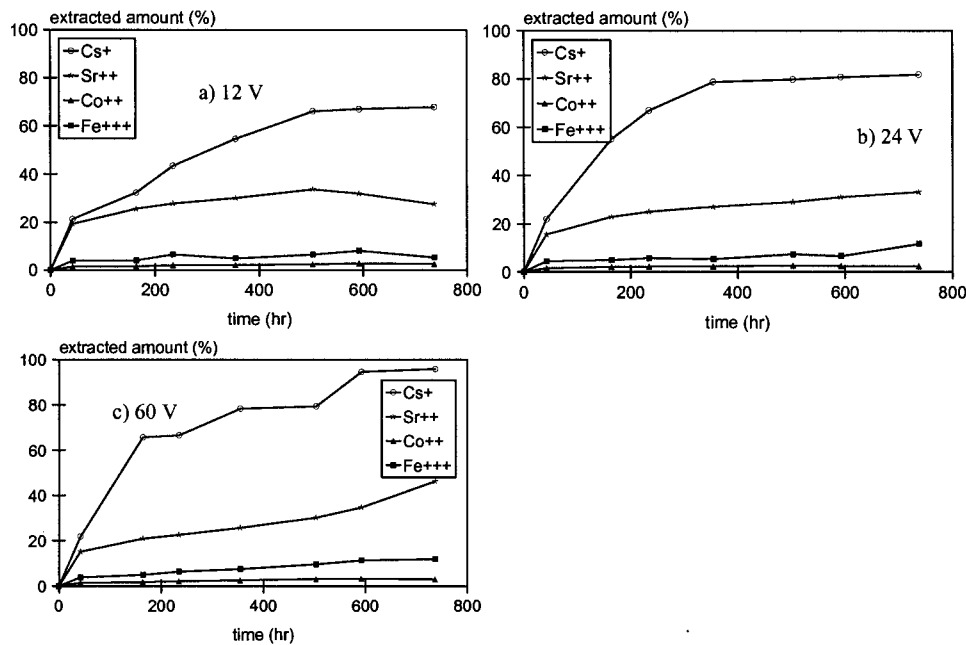 extracted amount (%)
100
80
60
40
20
0
Cs+
Sr++
Co++
Fe+++
a) 12 V
0 200 400 600 800
time (hr)
extracted amount (%)
100
80
60
40
20
0
Cs+
Sr++
Co++
Fe+++
b) 24 V
0 200 400 600 800
time (hr)
extracted amount (%)
100
80
60
40
20
0
c) 60 V
Cs+
Sr++
Co++
Fe+++
0 200 400 600 800
time (hr)